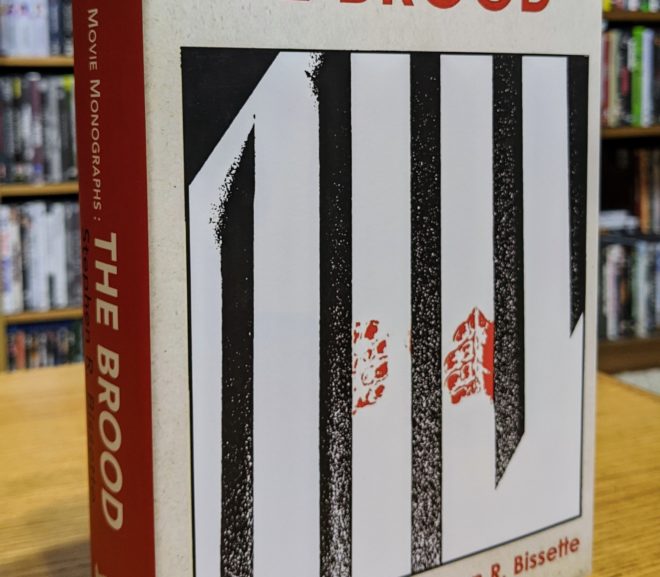 BROOD
MOVIE MONOGRAPHS: THE BROOD
Stephen R. Bissette
R. Bissette